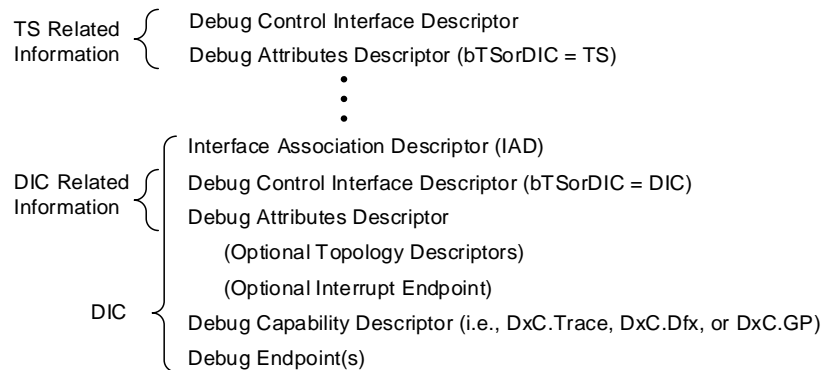 TS Related
Information
Debug Control Interface Descriptor
Debug Attributes Descriptor (bTSorDIC = TS)
Interface Association Descriptor (IAD)
DIC Related
Information
Debug Control Interface Descriptor (bTSorDIC = DIC)
Debug Attributes Descriptor
(Optional Topology Descriptors)
(Optional Interrupt Endpoint)
DIC
Debug Capability Descriptor (i.e., DxC.Trace, DxC.Dfx, or DxC.GP)
Debug Endpoint(s)